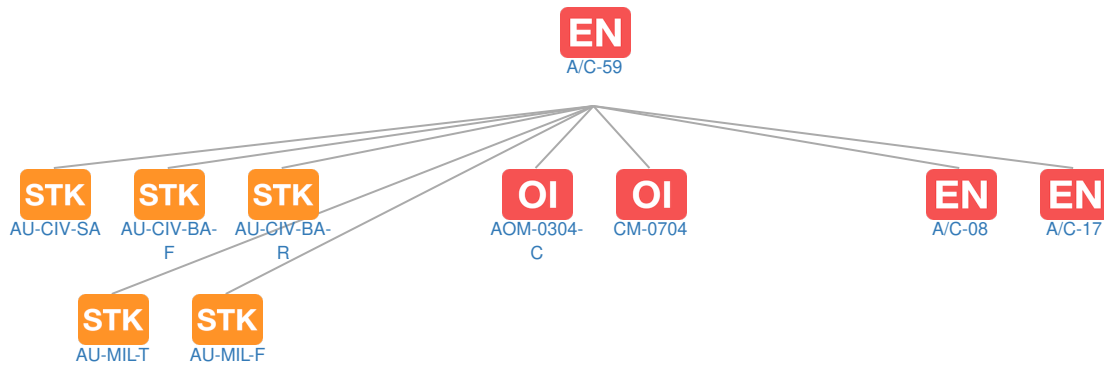 EN
A/C-59
STK STK STK OI OI EN EN
AU-CIV-SA AU-CIV-BA- AU-CIV-BA- AOM-0304- CM-0704 A/C-08 A/C-17
F R C
STK STK
AU-MIL-T AU-MIL-F